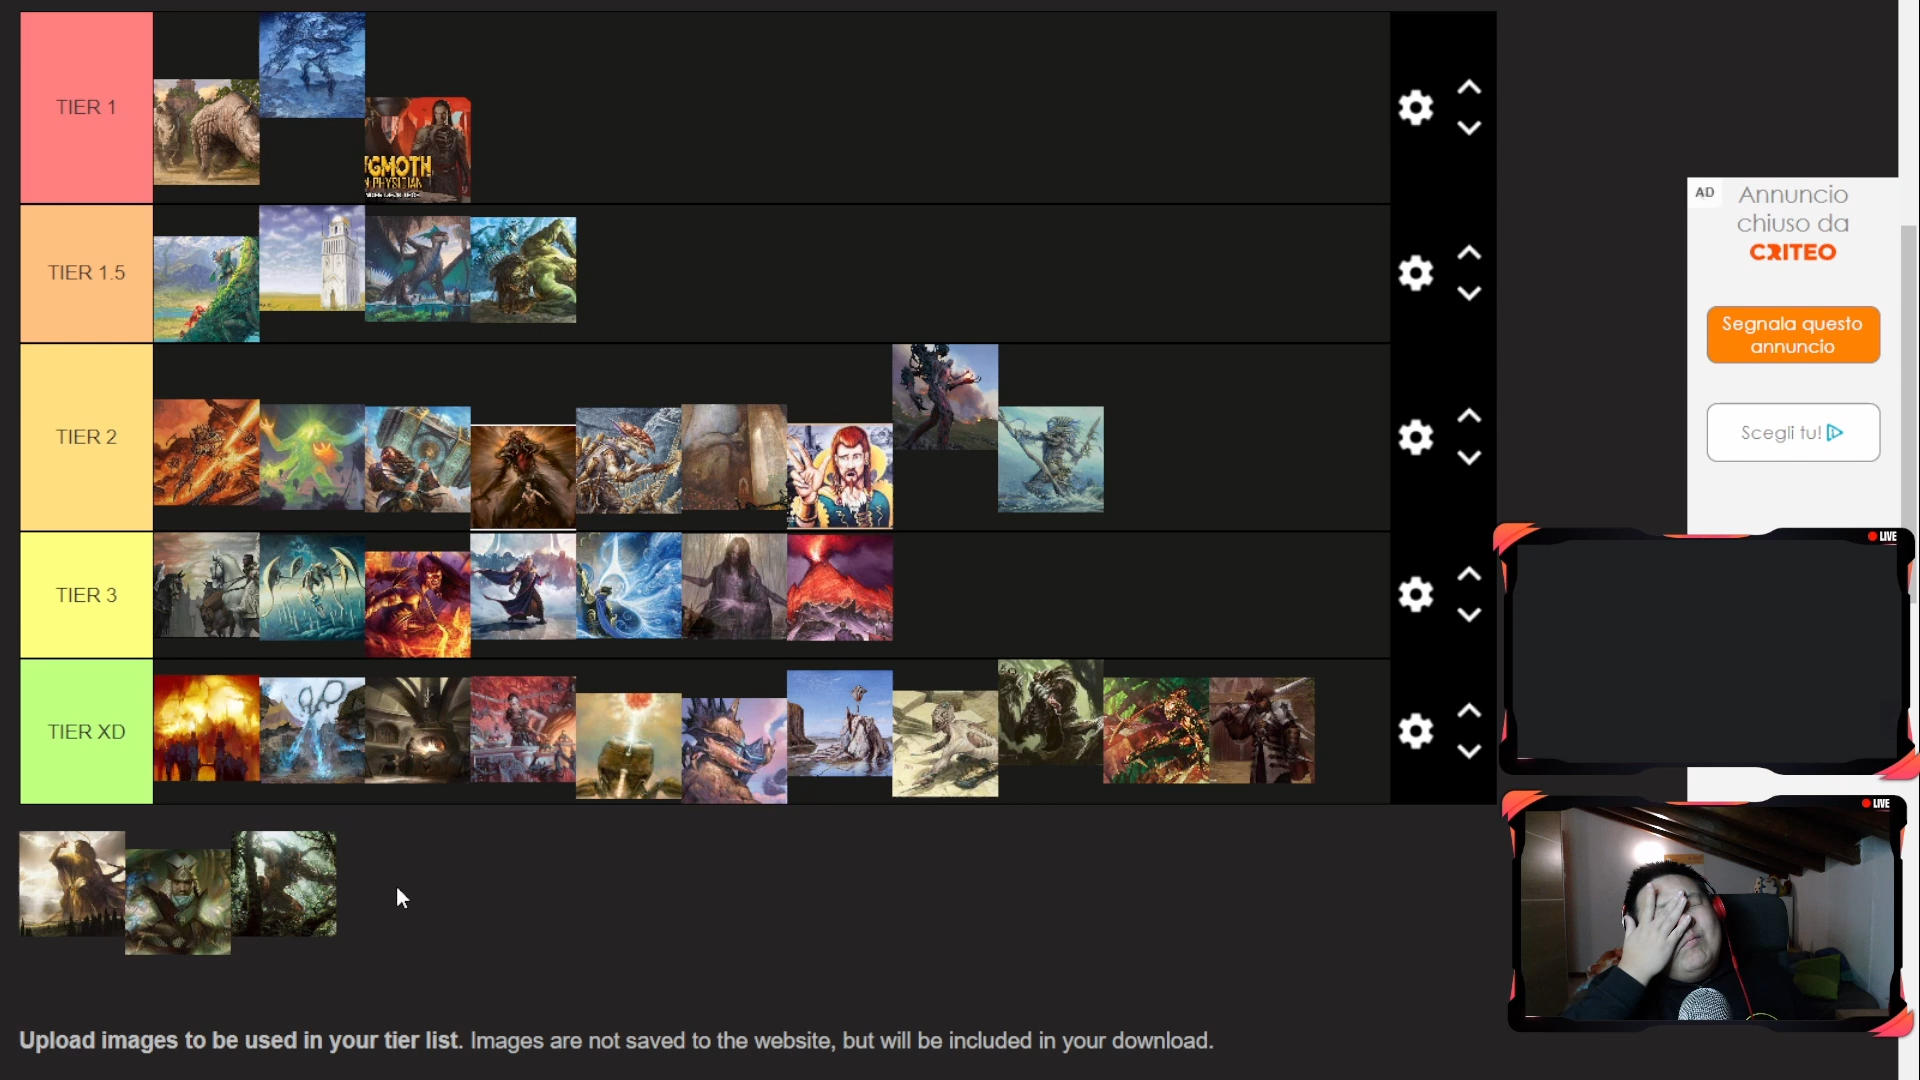 TIER 1
YGMOTH
N PHYSICIAN
TIER 1.5
TIER 2
TIER 3
TIER XD
AD
Annuncio
chiuso da
CRITEO
Segnala questo
annuncio
Scegli tu!
LIVE
LIVE
Upload images to be used in your tier list. Images are not saved to the website, but will be included in your download.